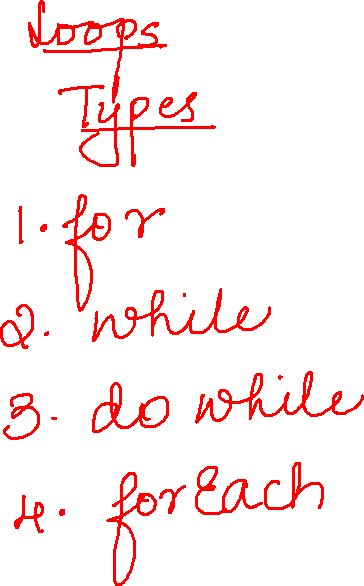 Loops
Types
1. for
2. while
3. do while
4. forEach